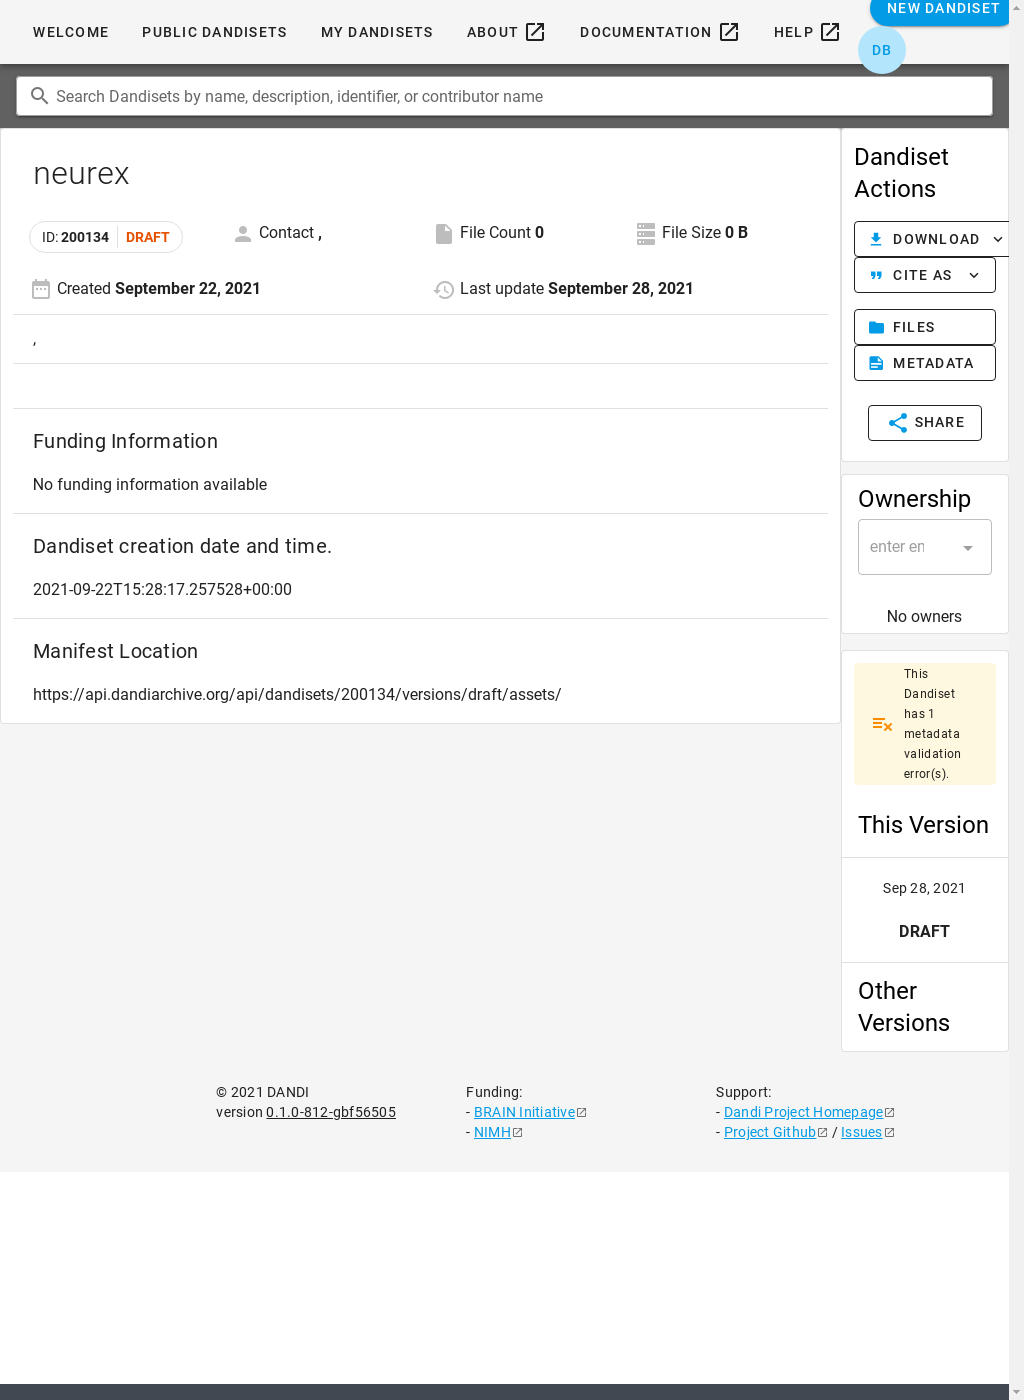 NEW DANDISET
WELCOME PUBLIC DANDISETS MY DANDISETS ABOUT DOCUMENTATION HELP
DB
Search Dandisets by name, description, identifier, or contributor name
neurex
ID: 200134 DRAFT
Contact ,
File Count 0
File Size 0 B
Created September 22, 2021
Last update September 28, 2021
,
Funding Information
No funding information available
Dandiset creation date and time.
2021-09-22T15:28:17.257528+00:00
Manifest Location
https://api.dandiarchive.org/api/dandisets/200134/versions/draft/assets/
Dandiset
Actions
DOWNLOAD
CITE AS
FILES
METADATA
SHARE
Ownership
enter en
No owners
This
Dandiset
has 1
metadata
validation
error(s).
This Version
Sep 28, 2021
DRAFT
Other
Versions
© 2021 DANDI
version 0.1.0-812-gbf56505
Funding:
- BRAIN Initiative
- NIMH
Support:
- Dandi Project Homepage
- Project Github / Issues